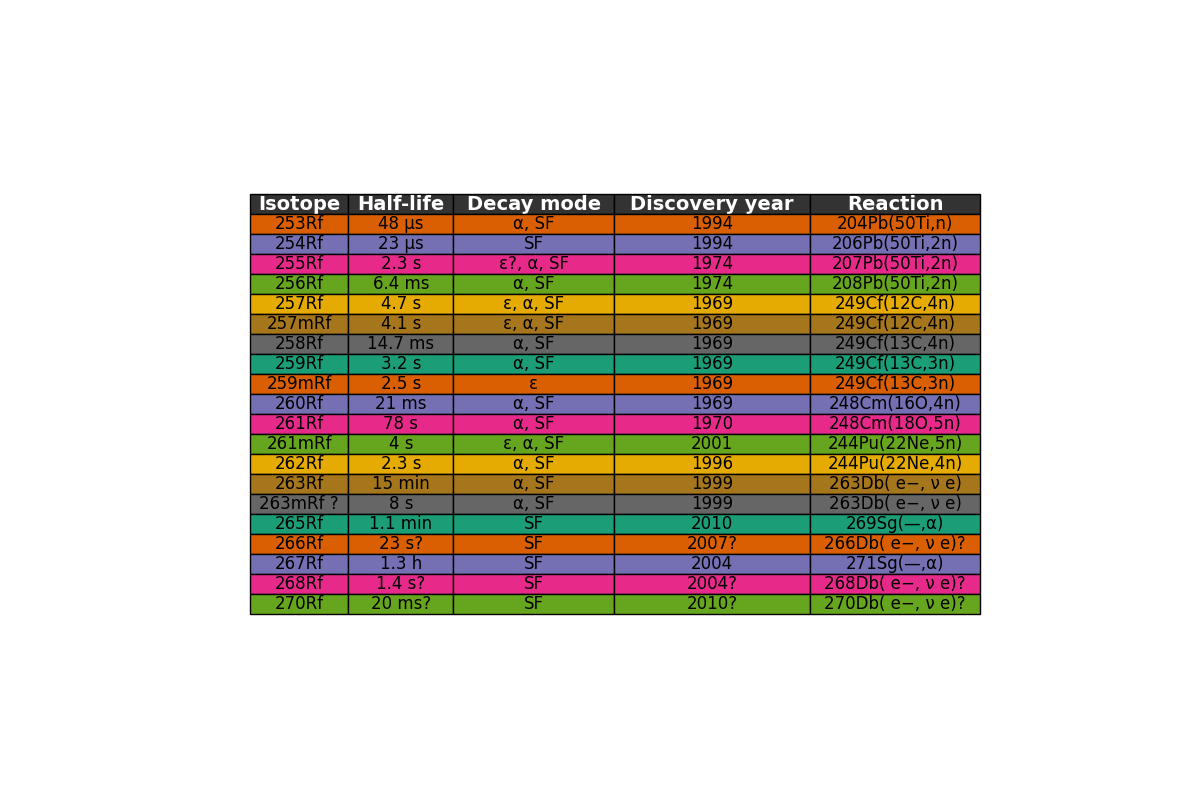 Isotope Half-life Decay mode Discovery year Reaction
253Rf 48 μs α, SF 1994 204Pb(50Ti,n)
254Rf 23 μs SF 1994 206Pb(50Ti,2n)
255Rf 2.3 s ε?, α, SF 1974 207Pb(50Ti,2n)
256Rf 6.4 ms α, SF 1974 208Pb(50Ti,2n)
257Rf 4.7 s ε, α, SF 1969 249Cf(12C,4n)
257mRf 4.1 s ε, α, SF 1969 249Cf(12C,4n)
258Rf 14.7 ms α, SF 1969 249Cf(13C,4n)
259Rf 3.2 s α, SF 1969 249Cf(13C,3n)
259mRf 2.5 s ε 1969 249Cf(13C,3n)
260Rf 21 ms α, SF 1969 248Cm(16O,4n)
261Rf 78 s α, SF 1970 248Cm(18O,5n)
261mRf 4 s ε, α, SF 2001 244Pu(22Ne,5n)
262Rf 2.3 s α, SF 1996 244Pu(22Ne,4n)
263Rf 15 min α, SF 1999 263Db( e−, ν e)
263mRf ? 8 s α, SF 1999 263Db( e−, ν e)
265Rf 1.1 min SF 2010 269Sg(—,α)
266Rf 23 s? SF 2007? 266Db( e−, ν e)?
267Rf 1.3 h SF 2004 271Sg(—,α)
268Rf 1.4 s? SF 2004? 268Db( e−, ν e)?
270Rf 20 ms? SF 2010? 270Db( e−, ν e)?